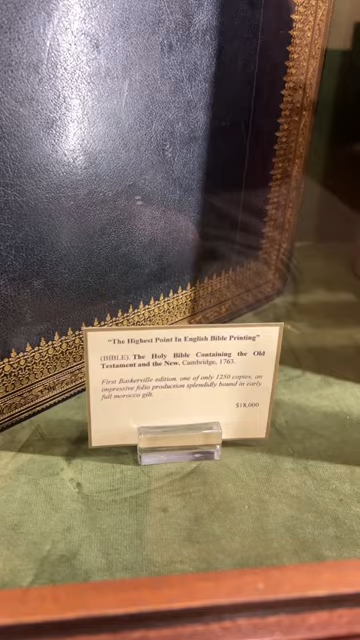 "The Highest Point In English Bible Printing"
(BIBLE). The Holy Bible Containing the Old
Testament and the New. Cambridge, 1763.
First Baskerville edition, one of only 1250 copies, an
impressive folio production splendidly bound in early
full morocco gilt.
$18,000